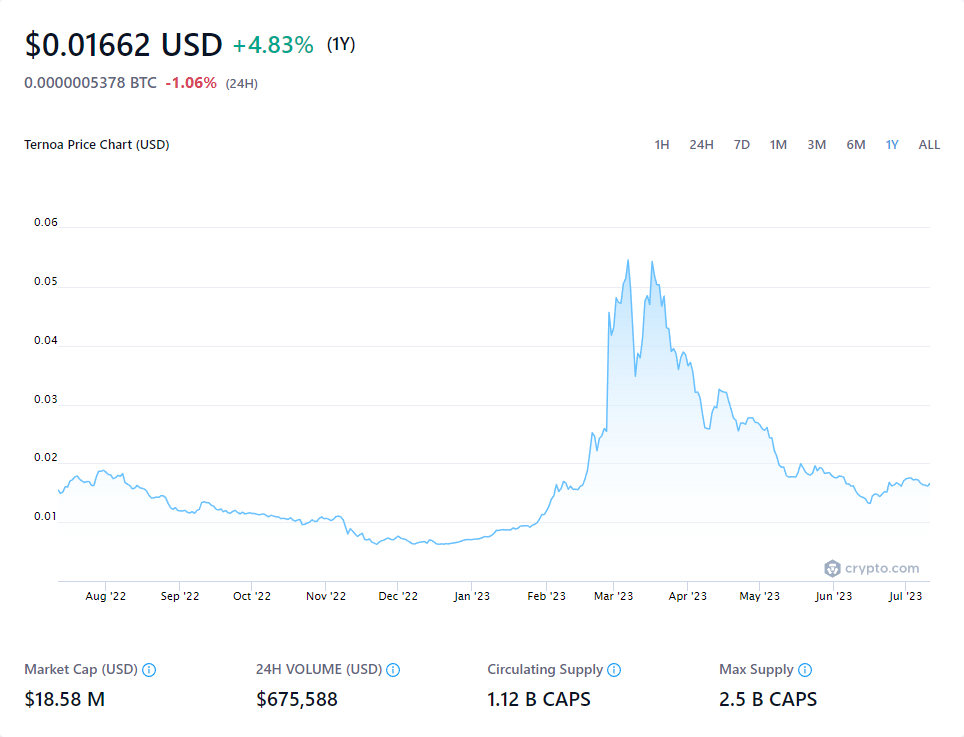 $0.01662 USD +4.83% (1Y)
0.0000005378 BTC -1.06% (24H)
Ternoa Price Chart (USD) 1H 24H 7D 1M 3M 6M 1Y ALL
0.06
0.05
0.04
0.03
0.02
0.01
crypto.com
Aug '22 Sep '22 Oct '22 Nov '22 Dec '22 Jan '23 Feb '23 Mar '23 Apr '23 May '23 Jun '23 Jul '23
Market Cap (USD) 24H VOLUME (USD) Circulating Supply Max Supply
$18.58 M $675,588 1.12 B CAPS 2.5 B CAPS